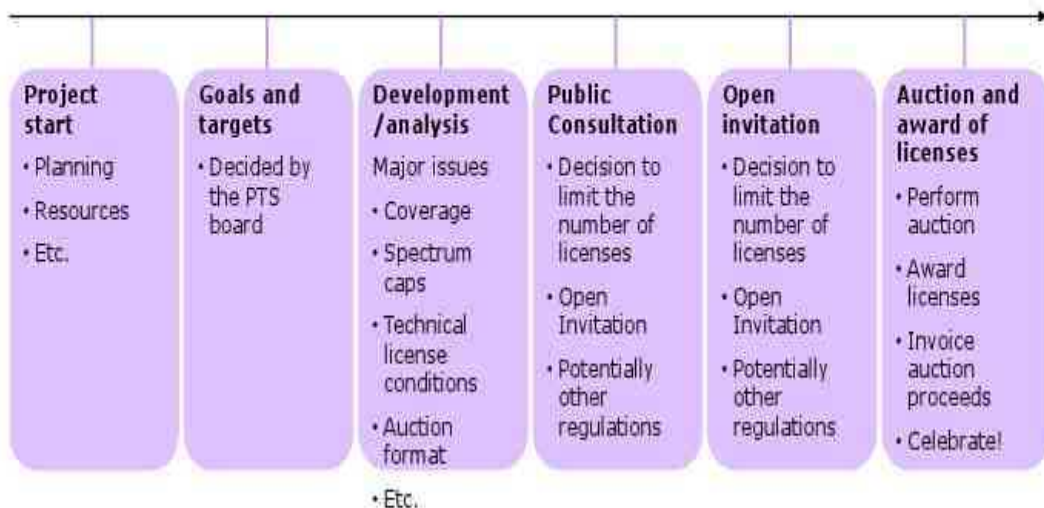 Project
start
• Planning
• Resources
• Etc.
Goals and
targets
• Decided by
the PTS
board
Development
/analysis
Major issues
• Coverage
• Spectrum
caps
• Technical
license
conditions
• Auction
format
• Etc.
Public
Consultation
• Decision to
limit the
number of
licenses
• Open
Invitation
• Potentially
other
regulations
Open
invitation
• Decision to
limit the
number of
licenses
• Open
Invitation
• Potentially
other
regulations
Auction and
award of
licenses
• Perform
auction
• Award
licenses
• Invoice
auction
proceeds
• Celebrate!